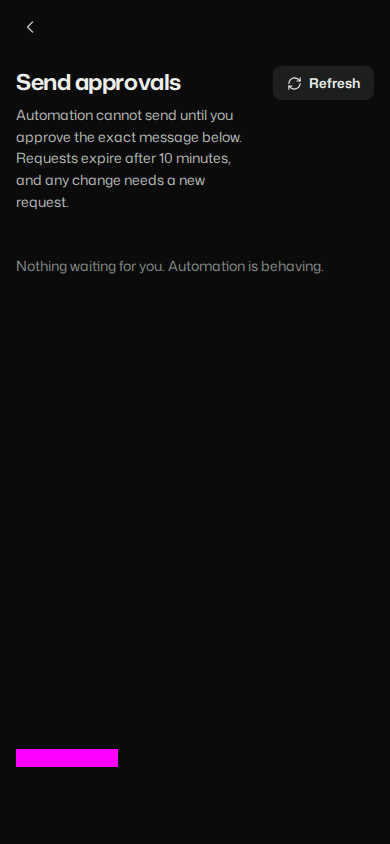 Send approvals
Refresh
Automation cannot send until you
approve the exact message below.
Requests expire after 10 minutes,
and any change needs a new
request.
Nothing waiting for you. Automation is behaving.